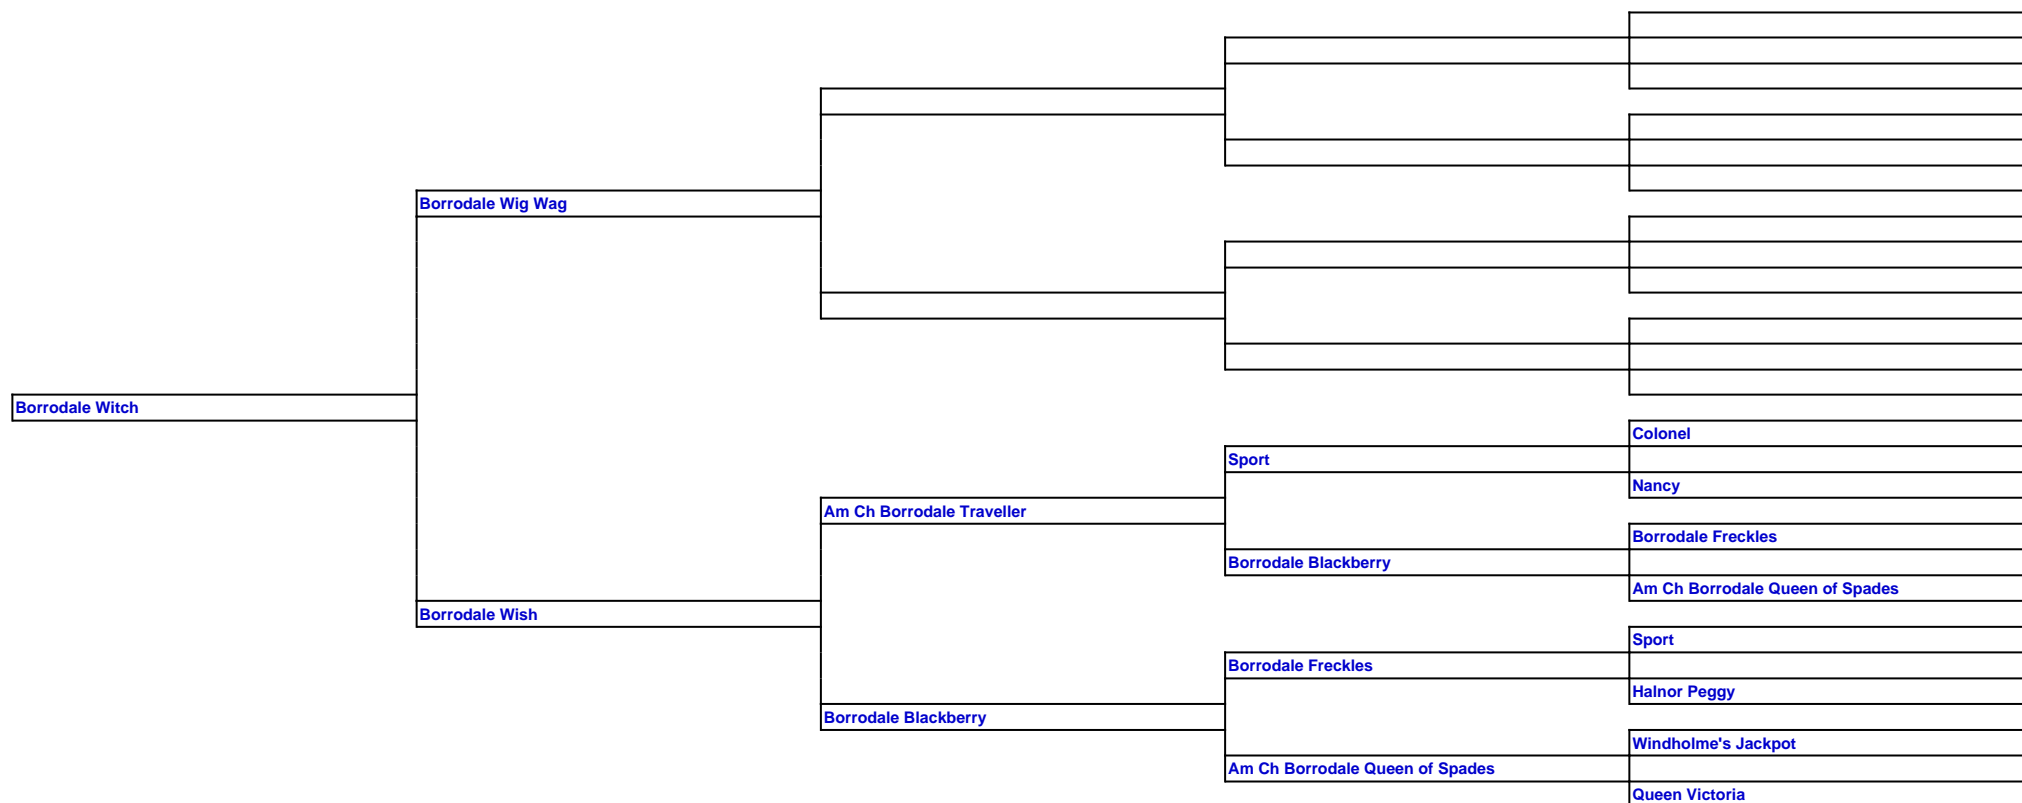 Borrodale Wig Wag
Borrodale Witch
Colonel
Sport
Nancy
Am Ch Borrodale Traveller
Borrodale Freckles
Borrodale Blackberry
Am Ch Borrodale Queen of Spades
Borrodale Wish
Sport
Borrodale Freckles
Halnor Peggy
Borrodale Blackberry
Windholme's Jackpot
Am Ch Borrodale Queen of Spades
Queen Victoria